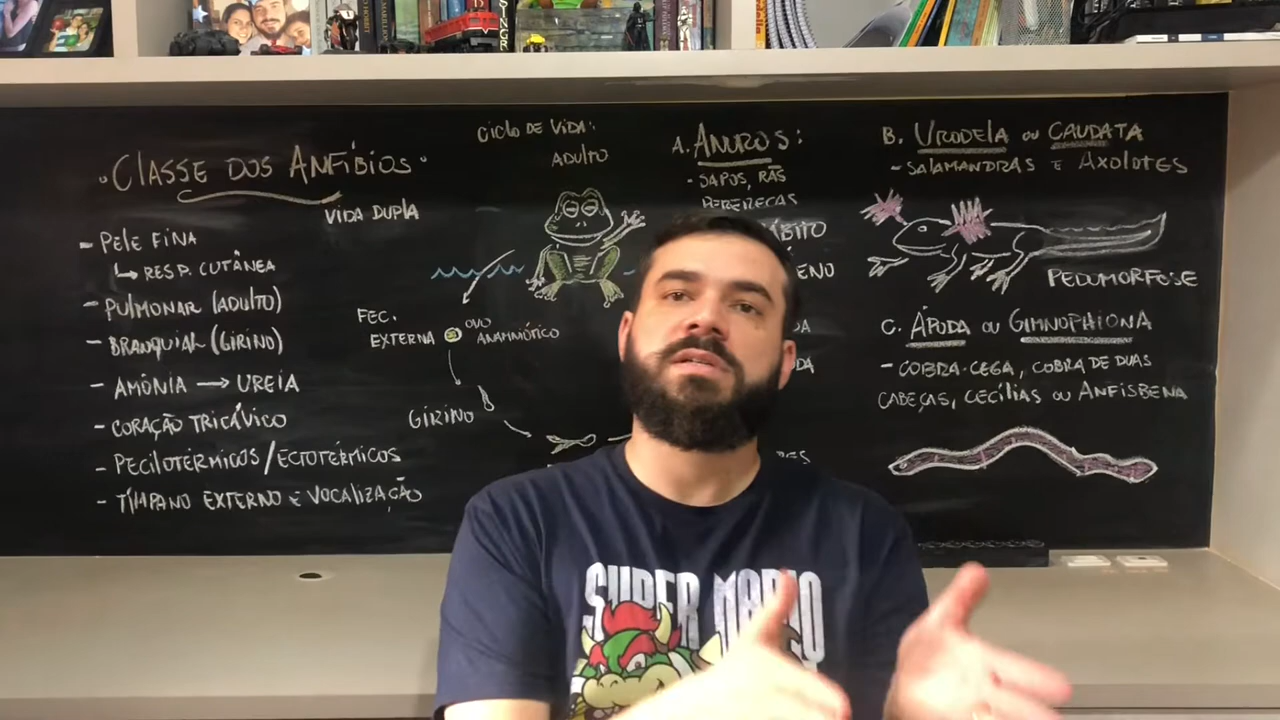 . CLASSE DOS ANFÍBIOS .
VIDA DUPLA
- PELE FINA
↳ RESP. CUTÂNEA
- PULMONAR (ADULTO)
- BRANQUIAL (GIRINO)
- AMÔNIA → UREIA
- CORAÇÃO TRICÁVICO
- PECILOTÉRMICOS/ECTOTÉRMICOS
- TÍMPANO EXTERNO E VOCALIZAÇÃO
CICLO DE VIDA:
ADULTO
FEC.
EXTERNA
OVO
ANAMNIÓTICO
GIRINO
A. ANUROS:
- SAPOS, RÃS
PERERECAS
B. URODELA OU CAUDATA
- SALAMANDRAS E AXOLOTES
PEDOMORFOSE
C. ÁPODA OU GIMNOPHIONA
- COBRA-CEGA, COBRA DE DUAS
CABEÇAS, CECÍLIAS OU ANFISBENA
SUPER MARIO